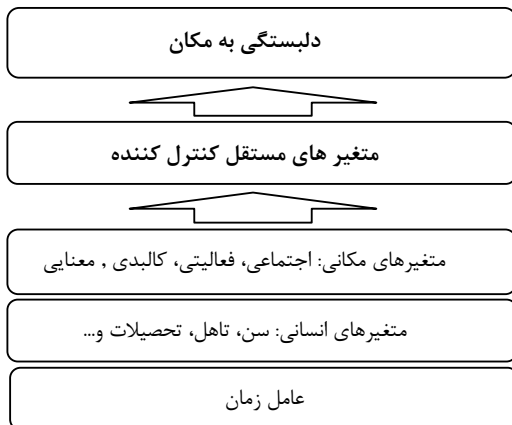 دلبستگی به مکان
متغیر های مستقل کنترل کننده
متغیرهای مکانی: اجتماعی، فعالیتی، کالبدی , معنایی
متغیرهای انسانی: سن، تاهل، تحصیلات و...
عامل زمان